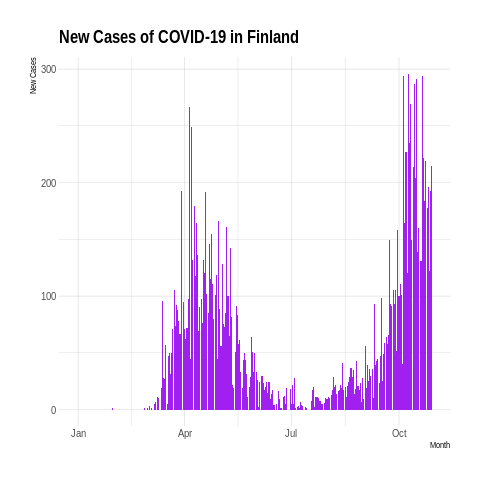 New Cases of COVID-19 in Finland
New Cases
300
200
100
0
Jan Apr Jul Oct
Month